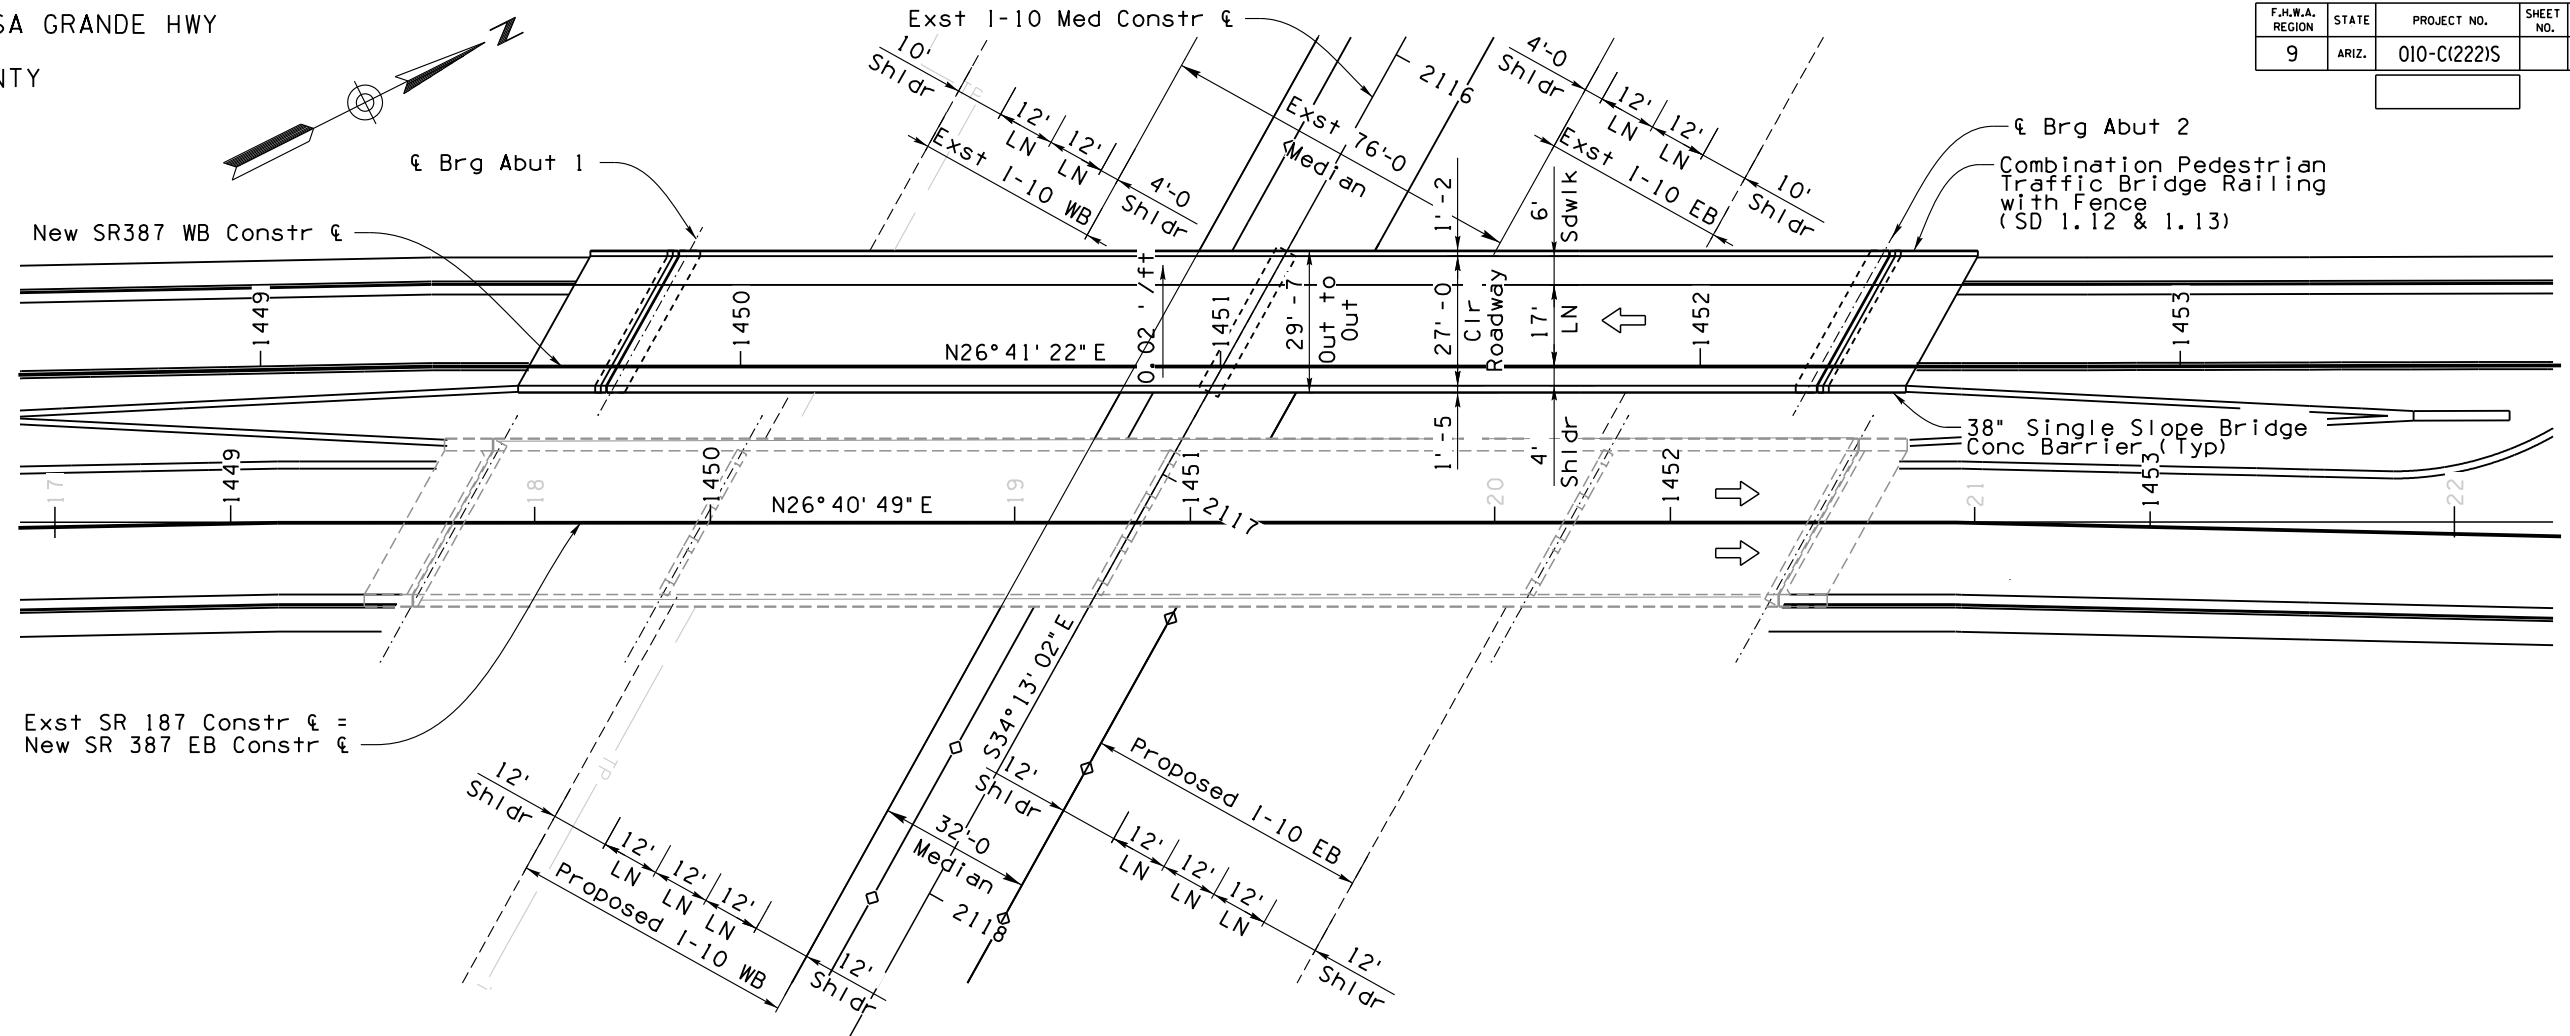 SA GRANDE HWY
NTY
N
Exst I-10 Med Constr ℄
F.H.W.A. REGION
STATE
PROJECT NO.
SHEET NO.
9
ARIZ.
010-C(222)S
10'
Shldr
12'
LN
12'
LN
4'-0
Shldr
Exst I-10 WB
Exst 76'-0
Median
2116
4'-0
Shldr
12'
LN
12'
LN
10'
Shldr
Exst I-10 EB
℄ Brg Abut 1
℄ Brg Abut 2
Combination Pedestrian
Traffic Bridge Railing
with Fence
(SD 1.12 & 1.13)
New SR387 WB Constr ℄
1449
1450
1451
1452
1453
N26°41'22"E
0.02 '/ft
29'-7
Out to
Out
1'-2
27'-0
Clr
Roadway
1'-5
6'
Sdwlk
17'
LN
4'
Shldr
38" Single Slope Bridge
Conc Barrier (Typ)
17
1449
18
1450
19
1451
20
1452
21
1453
22
N26°40'49"E
2117
S34°13'02"E
Exst SR 187 Constr ℄ =
New SR 387 EB Constr ℄
TP
TP
12'
Shldr
12'
LN
12'
LN
12'
LN
12'
Shldr
Proposed I-10 WB
32'-0
Median
2118
12'
Shldr
12'
LN
12'
LN
12'
LN
12'
Shldr
Proposed I-10 EB